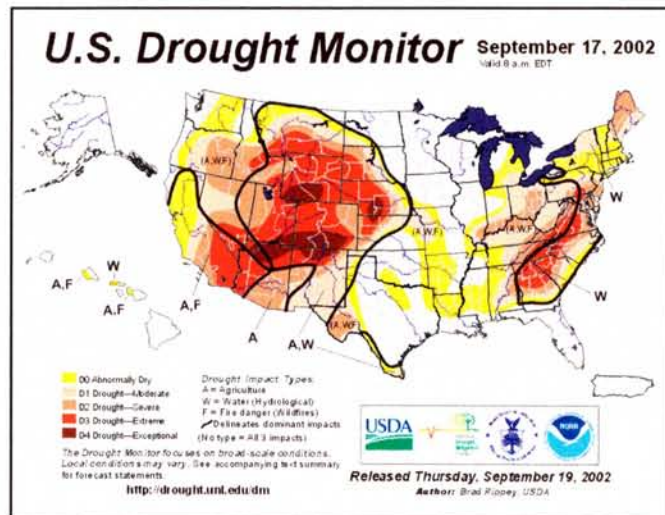 U.S. Drought Monitor
September 17, 2002
Valid 8 a.m. EDT
(A,W,F)
A
W
(A,W,F)
(A,W,F)
W
A,F
A,F
A,F
A
A,W
(A,W,F)
W
D0 Abnormally Dry
D1 Drought—Moderate
D2 Drought—Severe
D3 Drought—Extreme
D4 Drought—Exceptional
Drought Impact Types:
A = Agriculture
W = Water (Hydrological)
F = Fire danger (Wildfires)
Delineates dominant impacts
(No type = All 3 impacts)
The Drought Monitor focuses on broad-scale conditions.
Local conditions may vary. See accompanying text summary
for forecast statements.
http://drought.unl.edu/dm
USDA
NOAA
Released Thursday, September 19, 2002
Author: Brad Rippey, USDA